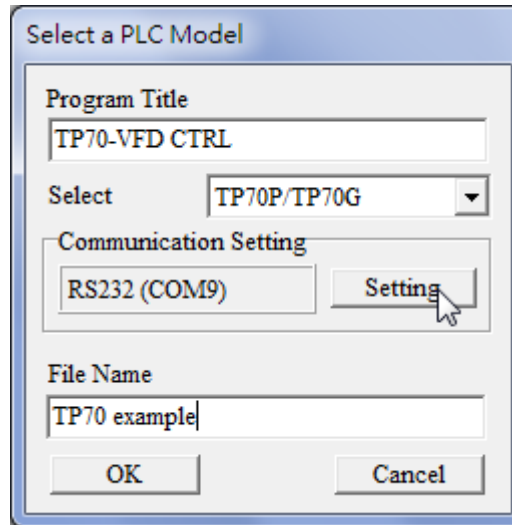 Select a PLC Model
Program Title
TP70-VFD CTRL
Select TP70P/TP70G
Communication Setting
RS232 (COM9) Setting
File Name
TP70 example
OK Cancel